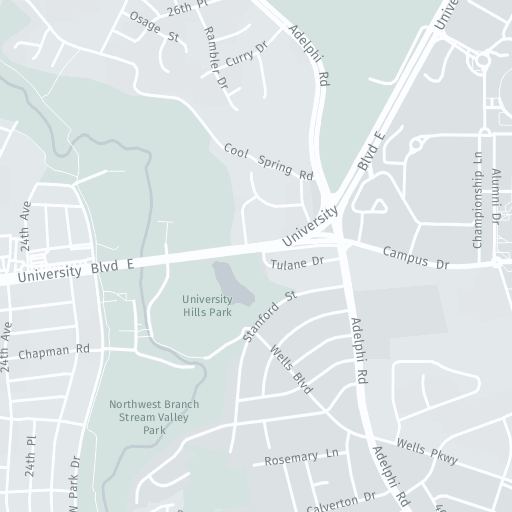 26th Pl
Osage St
Rambler Dr
Curry Dr
Adelphi Rd
Univer
Cool Spring Rd
Blvd E
University
Championship Ln
Alumni Dr
24th Ave
University Blvd E
Tulane Dr
Campus Dr
University
Hills Park
Stanford St
24th Ave
Chapman Rd
Wells Blvd
Adelphi Rd
Northwest Branch
Stream Valley
Park
24th Pl
N Park Dr
Rosemary Ln
Wells Pkwy
Calverton Dr
Adelphi Rd